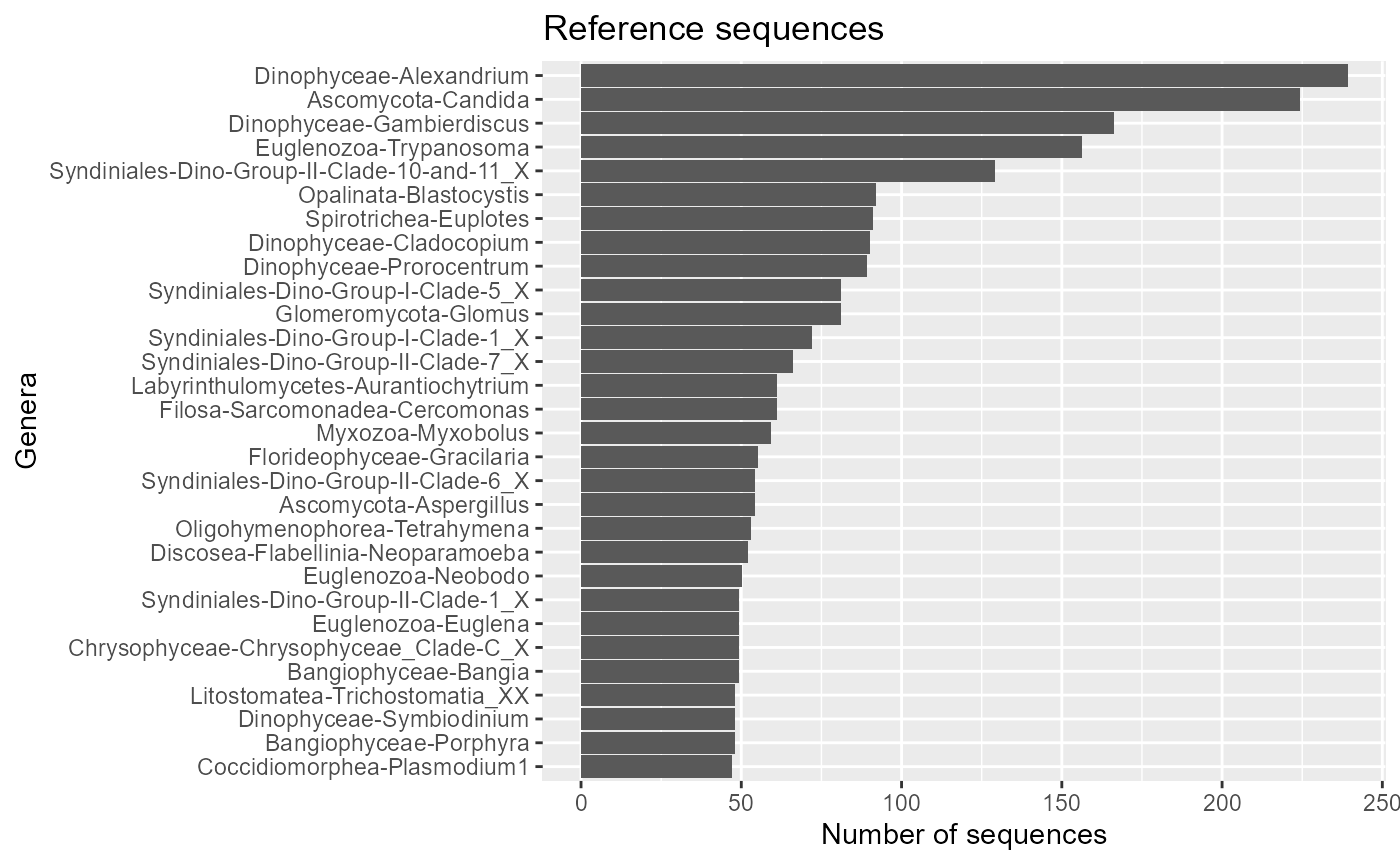 Reference sequences
Dinophyceae-Alexandrium
Ascomycota-Candida
Dinophyceae-Gambierdiscus
Euglenozoa-Trypanosoma
Syndiniales-Dino-Group-II-Clade-10-and-11_X
Opalinata-Blastocystis
Spirotrichea-Euplotes
Dinophyceae-Cladocopium
Dinophyceae-Prorocentrum
Syndiniales-Dino-Group-I-Clade-5_X
Glomeromycota-Glomus
Syndiniales-Dino-Group-I-Clade-1_X
Syndiniales-Dino-Group-II-Clade-7_X
Labyrinthulomycetes-Aurantiochytrium
Filosa-Sarcomonadea-Cercomonas
Myxozoa-Myxobolus
Florideophyceae-Gracilaria
Syndiniales-Dino-Group-II-Clade-6_X
Ascomycota-Aspergillus
Oligohymenophorea-Tetrahymena
Discosea-Flabellinia-Neoparamoeba
Euglenozoa-Neobodo
Syndiniales-Dino-Group-II-Clade-1_X
Euglenozoa-Euglena
Chrysophyceae-Chrysophyceae_Clade-C_X
Bangiophyceae-Bangia
Litostomatea-Trichostomatia_XX
Dinophyceae-Symbiodinium
Bangiophyceae-Porphyra
Coccidiomorphea-Plasmodium1
Genera
0 50 100 150 200 250
Number of sequences